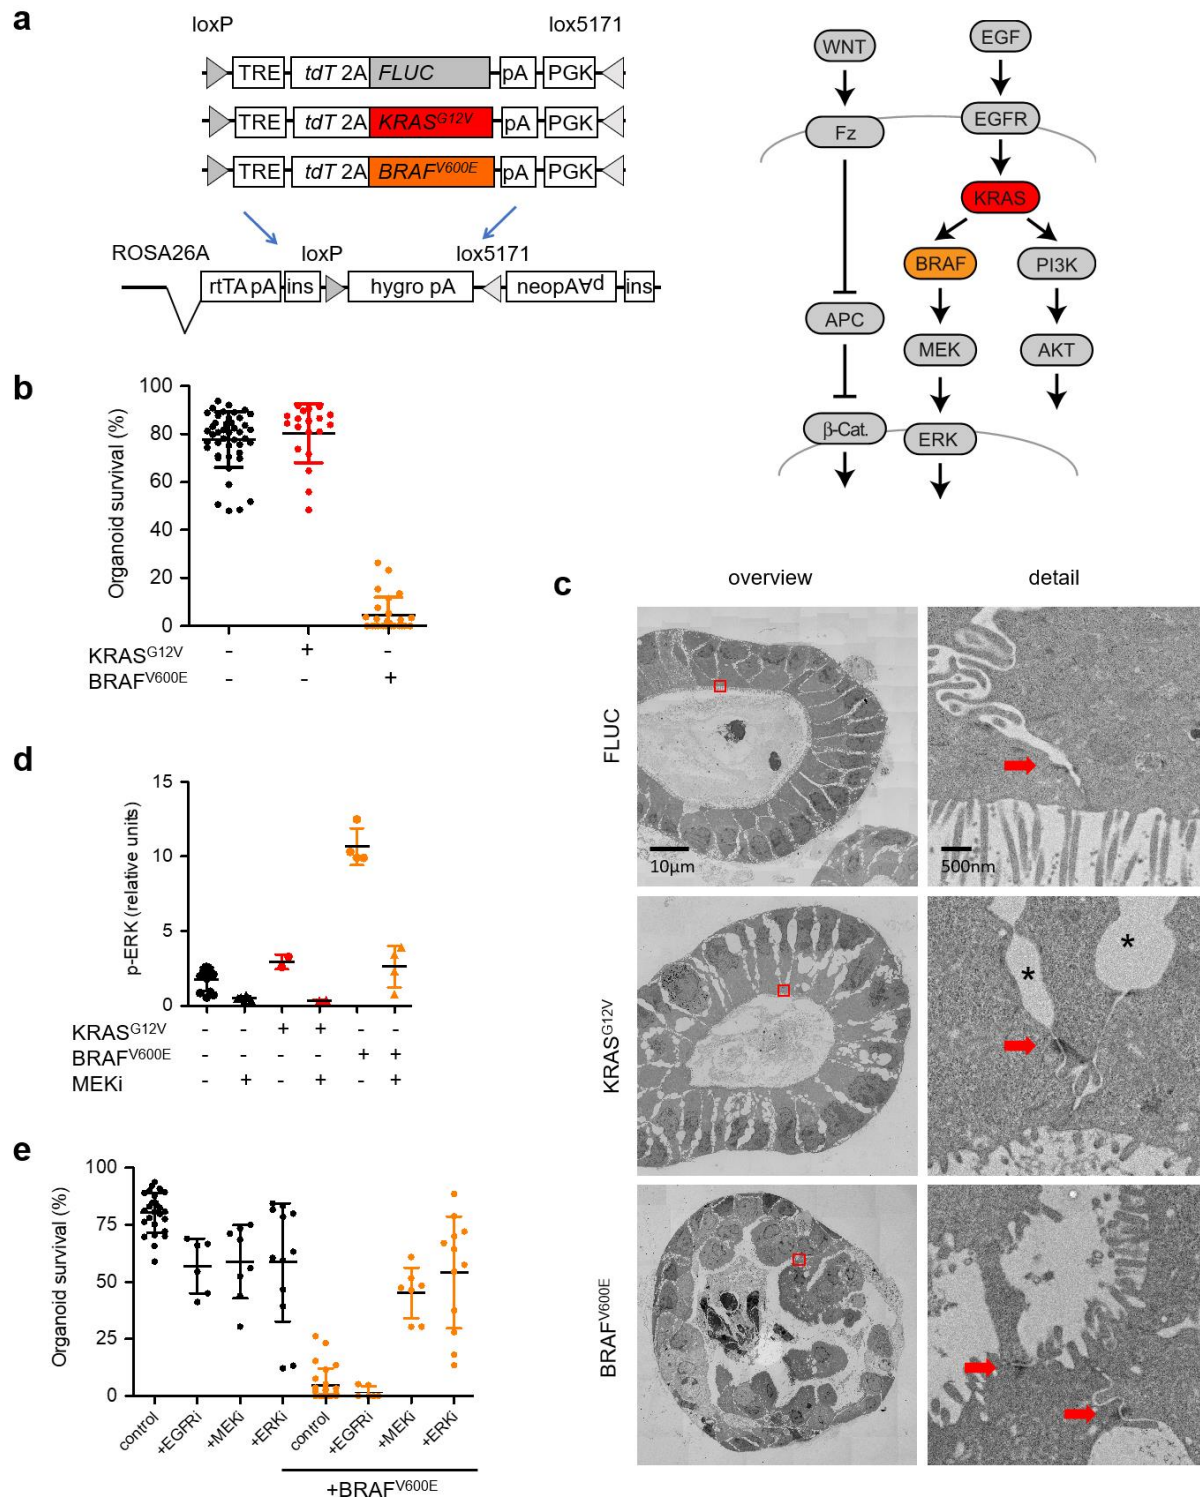 a
loxP
lox5171
TRE
tdT 2A
FLUC
pA
PGK
TRE
tdT 2A
KRASG12V
pA
PGK
TRE
tdT 2A
BRAFV600E
pA
PGK
ROSA26A
loxP
lox5171
rtTA pA
ins
hygro pA
neopA
pA
ins
WNT
EGF
Fz
EGFR
KRAS
BRAF
PI3K
APC
MEK
AKT
β-Cat.
ERK
b
Organoid survival (%)
100
80
60
40
20
0
KRASG12V - + -
BRAFV600E - - +
c
overview
detail
FLUC
10µm
500nm
KRASG12V
*
*
BRAFV600E
d
p-ERK (relative units)
15
10
5
0
KRASG12V - - + + - -
BRAFV600E - - - - + +
MEKi - + - + - +
e
Organoid survival (%)
100
75
50
25
0
control
+EGFRi
+MEKi
+ERKi
control
+EGFRi
+MEKi
+ERKi
+BRAFV600E